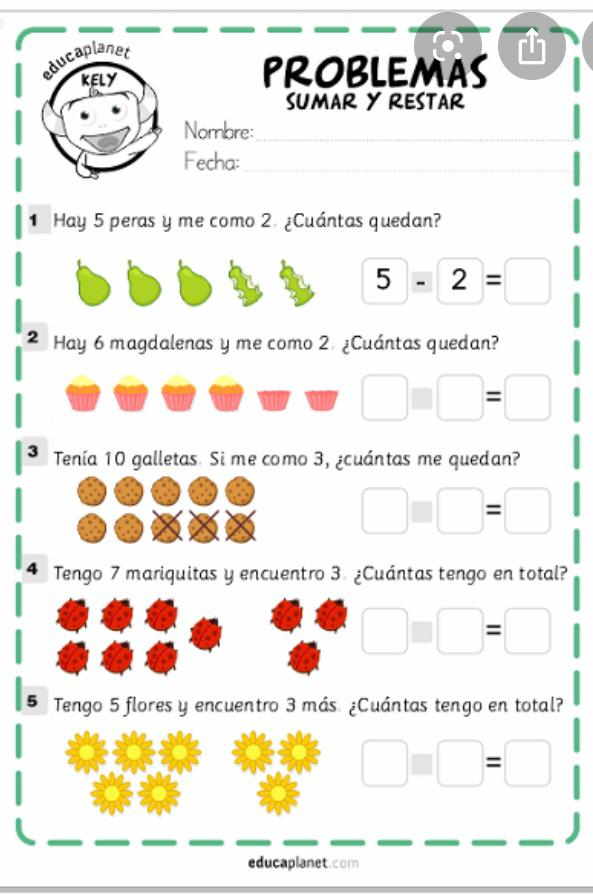 educaplanet
KELY
PROBLEMAS
SUMAR Y RESTAR
Nombre:
Fecha:
1 Hay 5 peras y me como 2. ¿Cuántas quedan?
5 - 2 =
2 Hay 6 magdalenas y me como 2. ¿Cuántas quedan?
=
3 Tenía 10 galletas. Si me como 3, ¿cuántas me quedan?
=
4 Tengo 7 mariquitas y encuentro 3. ¿Cuántas tengo en total?
=
5 Tengo 5 flores y encuentro 3 más. ¿Cuántas tengo en total?
=
educaplanet.com